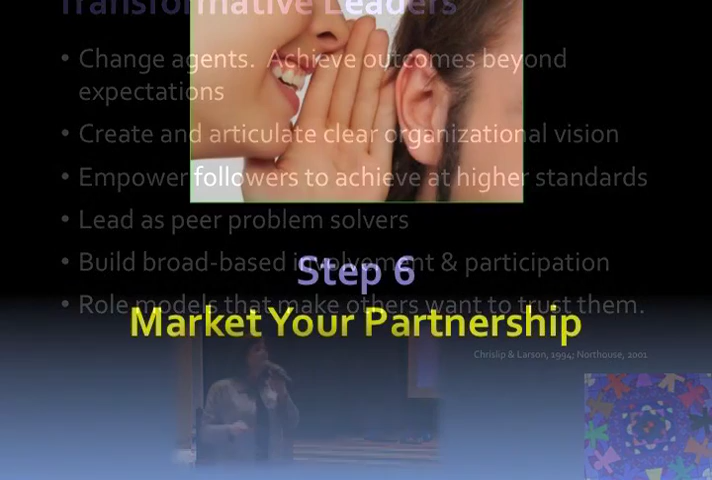 Transformative Leaders
• Change agents. Achieve outcomes beyond
expectations
• Create and articulate clear organizational vision
• Empower followers to achieve at higher standards
• Lead as peer problem solvers
• Build broad-based involvement & participation
Step 6
• Role models that make others want to trust them.
Market Your Partnership
Chrislip & Larson, 1994; Northouse, 2001